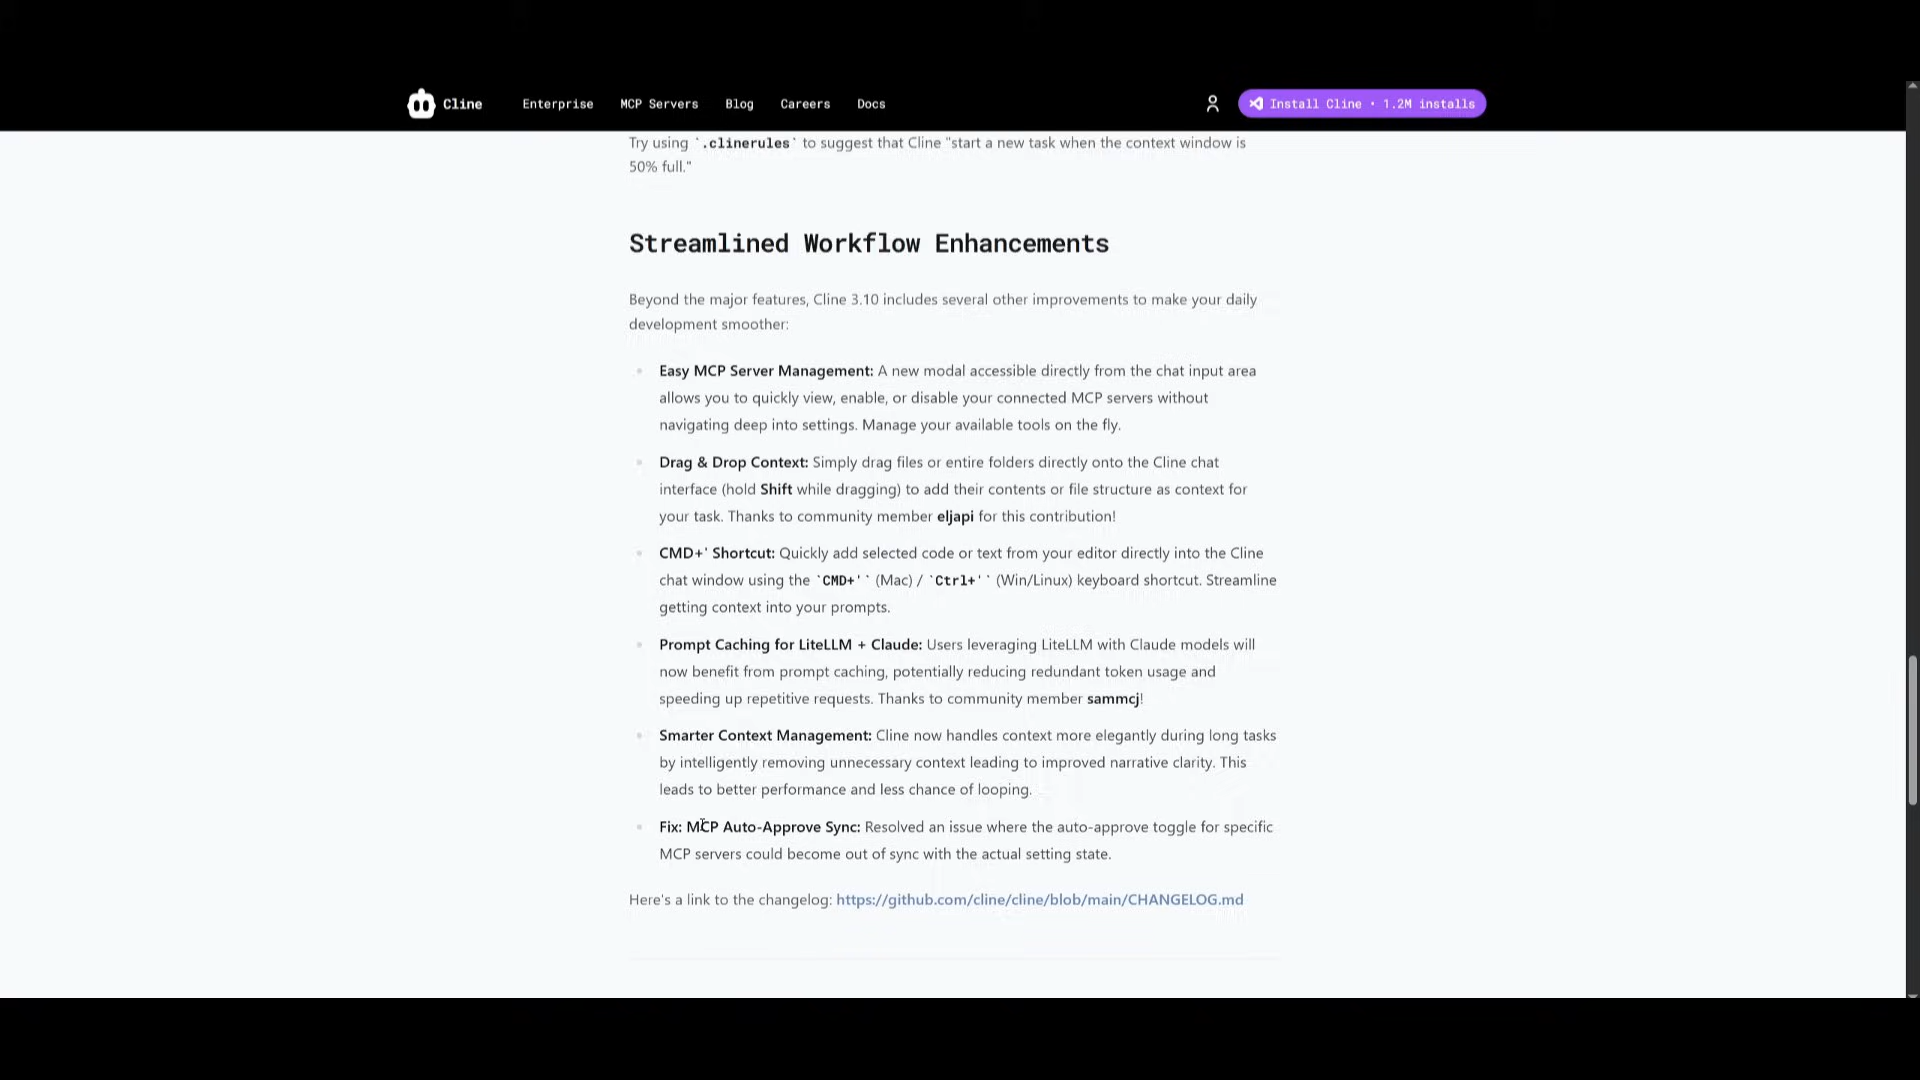 Cline
Enterprise
MCP Servers
Blog
Careers
Docs
Install Cline • 1.2M installs
Try using `.clinerules` to suggest that Cline "start a new task when the context window is
50% full."
Streamlined Workflow Enhancements
Beyond the major features, Cline 3.10 includes several other improvements to make your daily
development smoother:
Easy MCP Server Management: A new modal accessible directly from the chat input area
allows you to quickly view, enable, or disable your connected MCP servers without
navigating deep into settings. Manage your available tools on the fly.
Drag & Drop Context: Simply drag files or entire folders directly onto the Cline chat
interface (hold Shift while dragging) to add their contents or file structure as context for
your task. Thanks to community member eljapi for this contribution!
CMD+' Shortcut: Quickly add selected code or text from your editor directly into the Cline
chat window using the `CMD+'` (Mac) / `Ctrl+'` (Win/Linux) keyboard shortcut. Streamline
getting context into your prompts.
Prompt Caching for LiteLLM + Claude: Users leveraging LiteLLM with Claude models will
now benefit from prompt caching, potentially reducing redundant token usage and
speeding up repetitive requests. Thanks to community member sammcj!
Smarter Context Management: Cline now handles context more elegantly during long tasks
by intelligently removing unnecessary context leading to improved narrative clarity. This
leads to better performance and less chance of looping.
Fix: MCP Auto-Approve Sync: Resolved an issue where the auto-approve toggle for specific
MCP servers could become out of sync with the actual setting state.
Here's a link to the changelog: https://github.com/cline/cline/blob/main/CHANGELOG.md